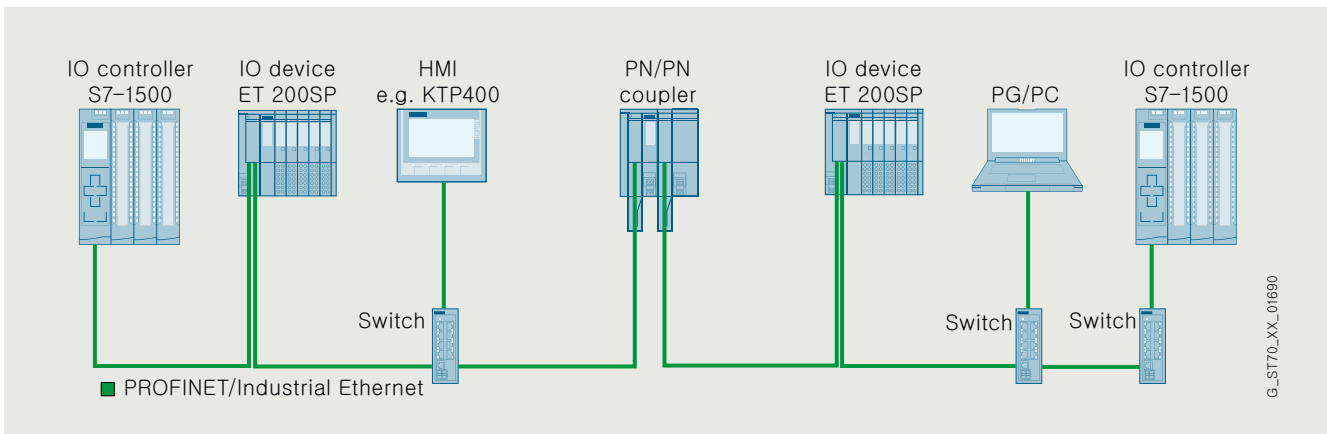 IO controller
S7-1500
IO device
ET 200SP
HMI
e.g. KTP400
PN/PN
coupler
IO device
ET 200SP
PG/PC
IO controller
S7-1500
Switch
Switch
Switch
PROFINET/Industrial Ethernet
G_ST70_XX_01690